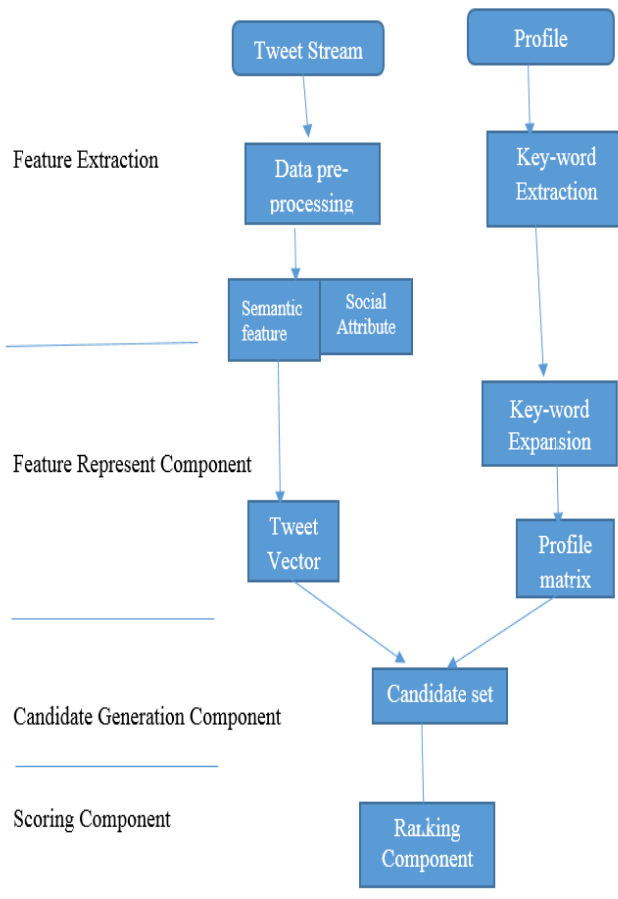 Tweet Stream
Profile
Feature Extraction
Data pre-
processing
Key-word
Extraction
Semantic
feature
Social
Attribute
Key-word
Expansion
Feature Represent Component
Tweet
Vector
Profile
matrix
Candidate set
Candidate Generation Component
Scoring Component
Ranking
Component